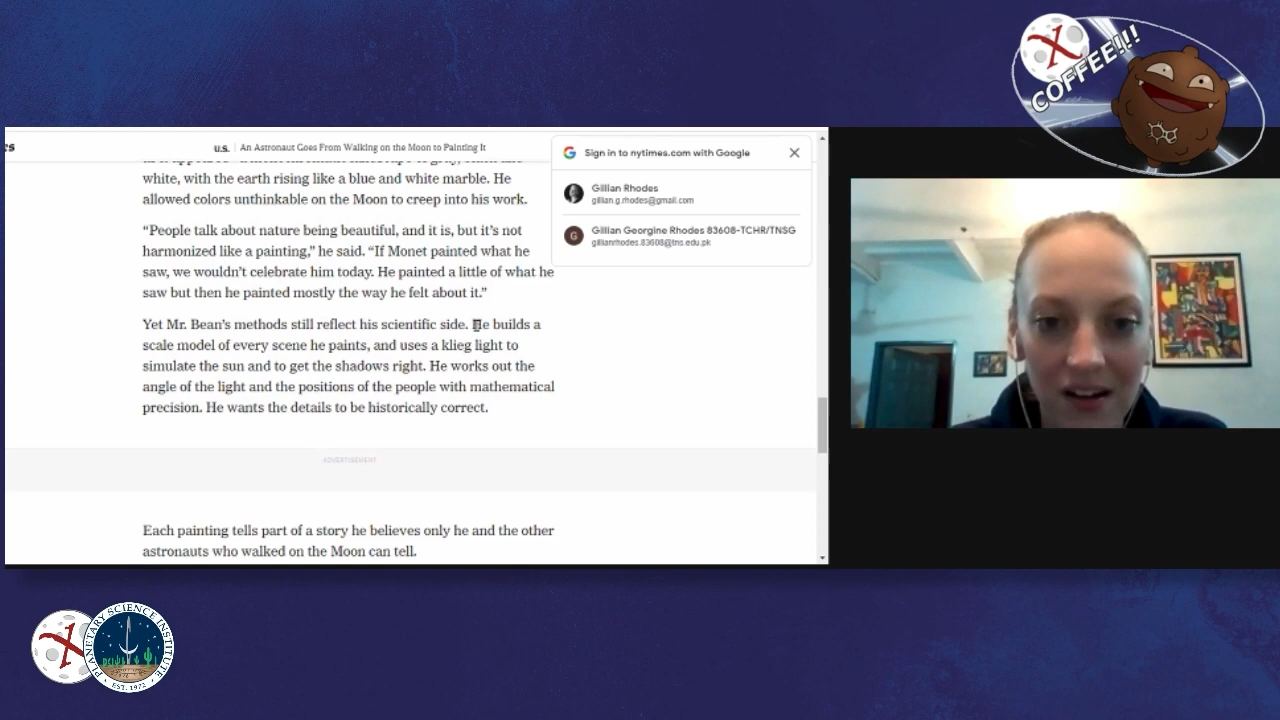 COFFEE!!!
U.S. An Astronaut Goes From Walking on the Moon to Painting It
Sign in to nytimes.com with Google
Gillian Rhodes
gillian.g.rhodes@gmail.com
G
Gillian Georgine Rhodes 83608-TCHR/TNSG
gillianrhodes.83608@tns.edu.pk
white, with the earth rising like a blue and white marble. He
allowed colors unthinkable on the Moon to creep into his work.
“People talk about nature being beautiful, and it is, but it’s not
harmonized like a painting,” he said. “If Monet painted what he
saw, we wouldn’t celebrate him today. He painted a little of what he
saw but then he painted mostly the way he felt about it.”
Yet Mr. Bean’s methods still reflect his scientific side. He builds a
scale model of every scene he paints, and uses a klieg light to
simulate the sun and to get the shadows right. He works out the
angle of the light and the positions of the people with mathematical
precision. He wants the details to be historically correct.
ADVERTISEMENT
Each painting tells part of a story he believes only he and the other
astronauts who walked on the Moon can tell.
PLANETARY SCIENCE INSTITUTE
EST. 1972